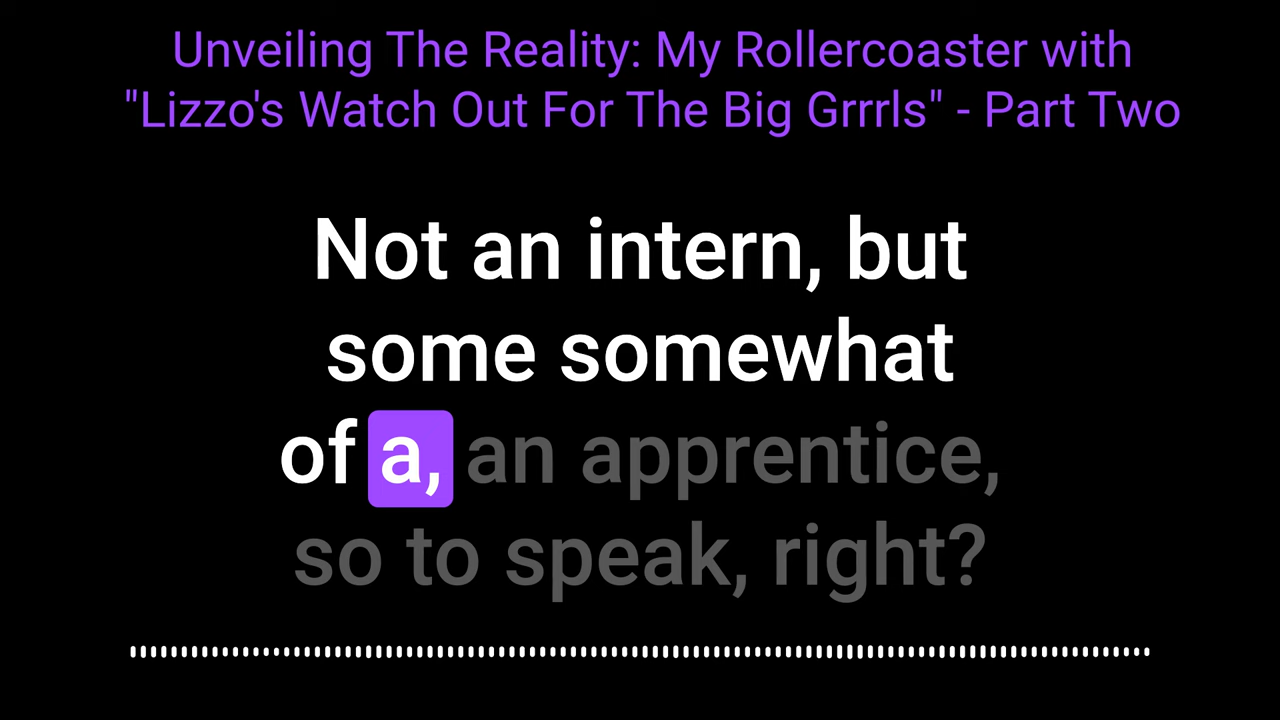 Unveiling The Reality: My Rollercoaster with
"Lizzo's Watch Out For The Big Grrrls" - Part Two
Not an intern, but
some somewhat
of a, an apprentice,
so to speak, right?